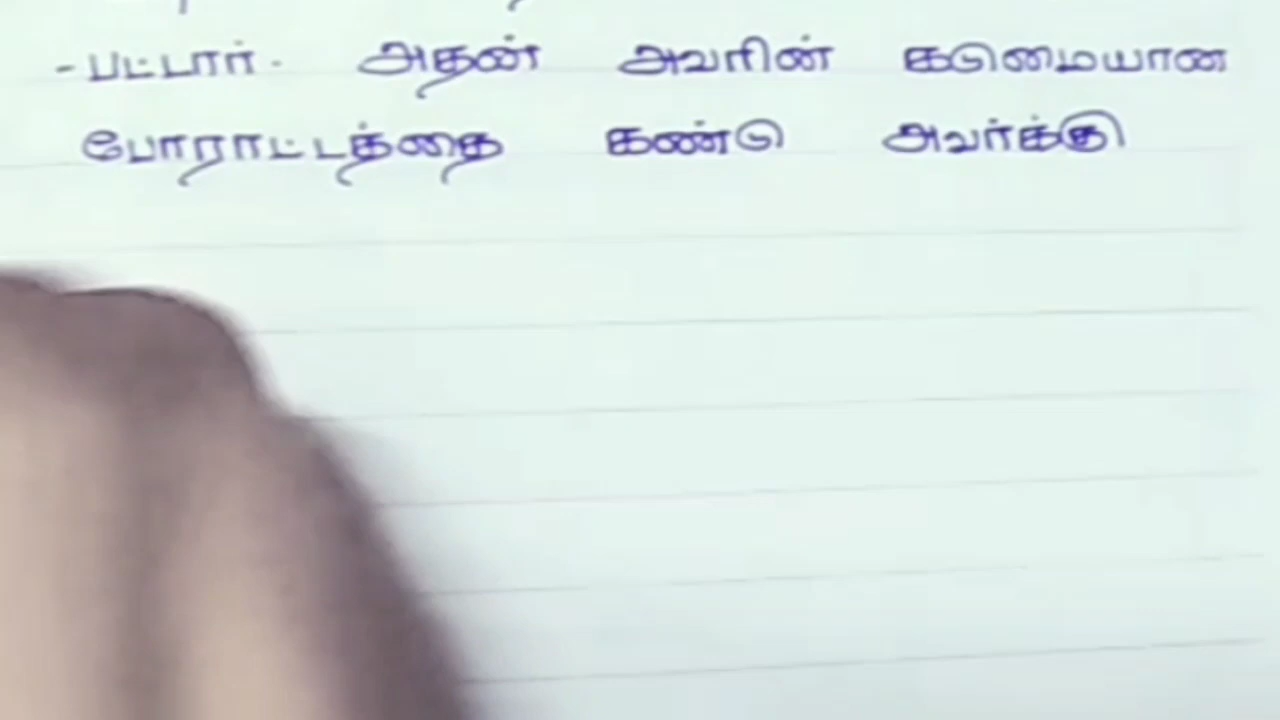 -பட்டார். அதன் அவரின் கடுமையான
போராட்டத்தை கண்டு அவர்க்கு